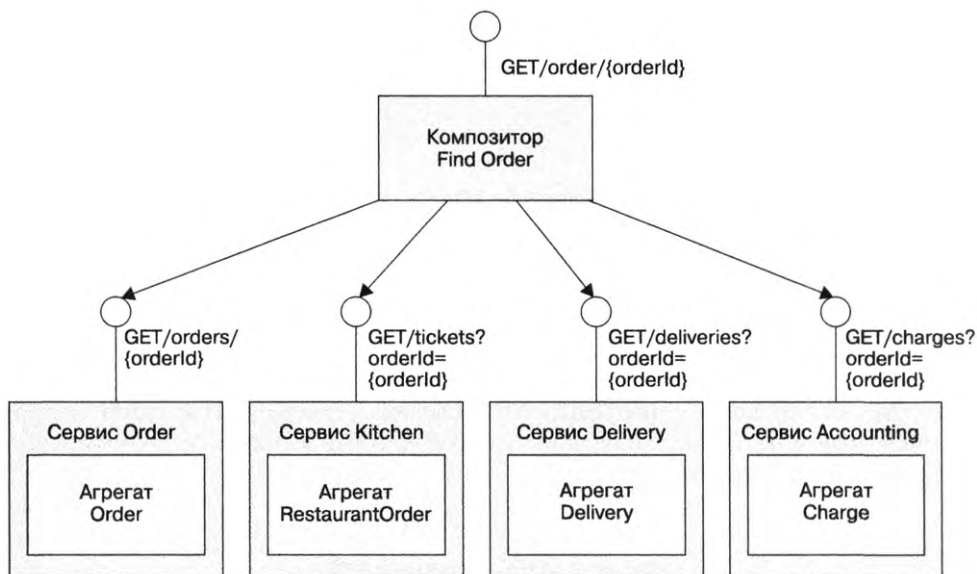 GET/order/{orderId}
Композитор
Find Order
GET/orders/
{orderId}
GET/tickets?
orderId=
{orderId}
GET/deliveries?
orderId=
{orderId}
GET/charges?
orderId=
{orderId}
Сервис Order
Агрегат
Order
Сервис Kitchen
Агрегат
RestaurantOrder
Сервис Delivery
Агрегат
Delivery
Сервис Accounting
Агрегат
Charge